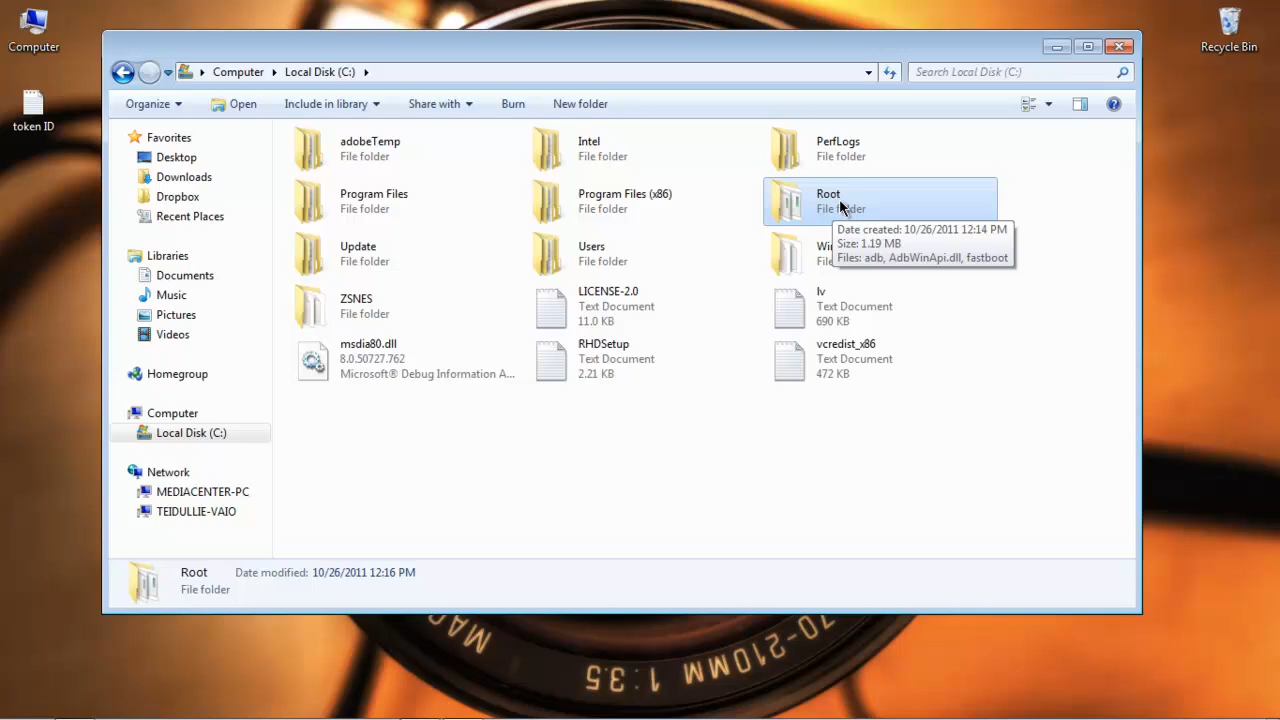 Computer
Recycle Bin
token ID
Computer
Local Disk (C:)
Search Local Disk (C:)
Organize
Open
Include in library
Share with
Burn
New folder
Favorites
Desktop
Downloads
Dropbox
Recent Places
Libraries
Documents
Music
Pictures
Videos
Homegroup
Computer
Local Disk (C:)
Network
MEDIACENTER-PC
TEIDULLIE-VAIO
adobeTemp
File folder
Intel
File folder
PerfLogs
File folder
Program Files
File folder
Program Files (x86)
File folder
Root
File folder
Date created: 10/26/2011 12:14 PM
Size: 1.19 MB
Files: adb, AdbWinApi.dll, fastboot
Update
File folder
Users
File folder
ZSNES
File folder
LICENSE-2.0
Text Document
11.0 KB
lv
Text Document
690 KB
msdia80.dll
8.0.50727.762
Microsoft® Debug Information A...
RHDSetup
Text Document
2.21 KB
vcredist_x86
Text Document
472 KB
Root
Date modified: 10/26/2011 12:16 PM
File folder
70-210MM 1:3.5